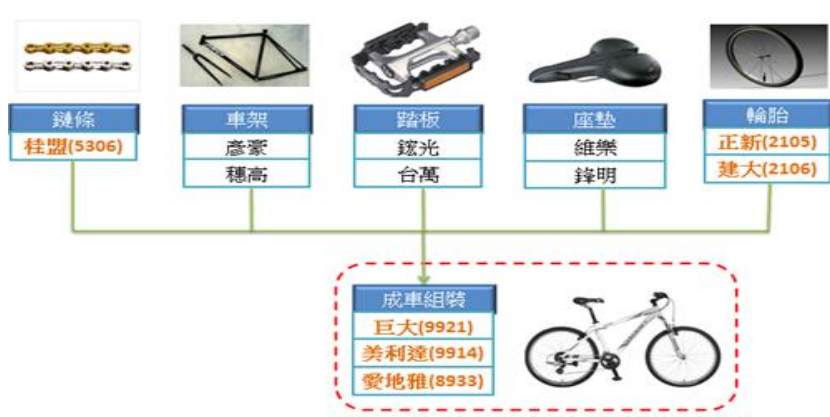 鏈條
桂盟(5306)
車架
彥豪
穗高
踏板
鋐光
台萬
座墊
維樂
鋒明
輪胎
正新(2105)
建大(2106)
成車組裝
巨大(9921)
美利達(9914)
愛地雅(8933)